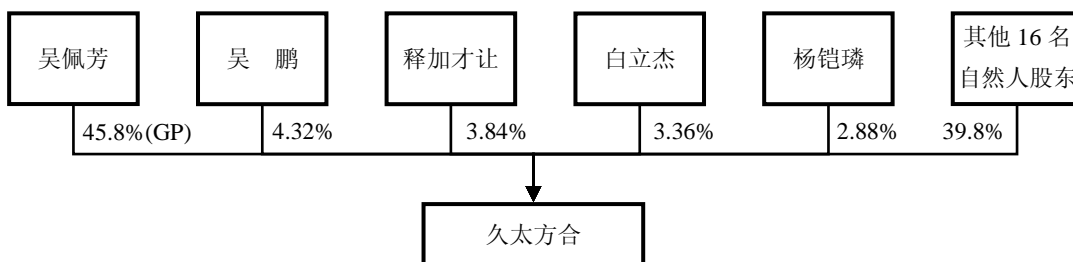 吴佩芳
吴 鹏
释加才让
白立杰
杨铠璘
其他 16 名
自然人股东
45.8%(GP)
4.32%
3.84%
3.36%
2.88%
39.8%
久太方合